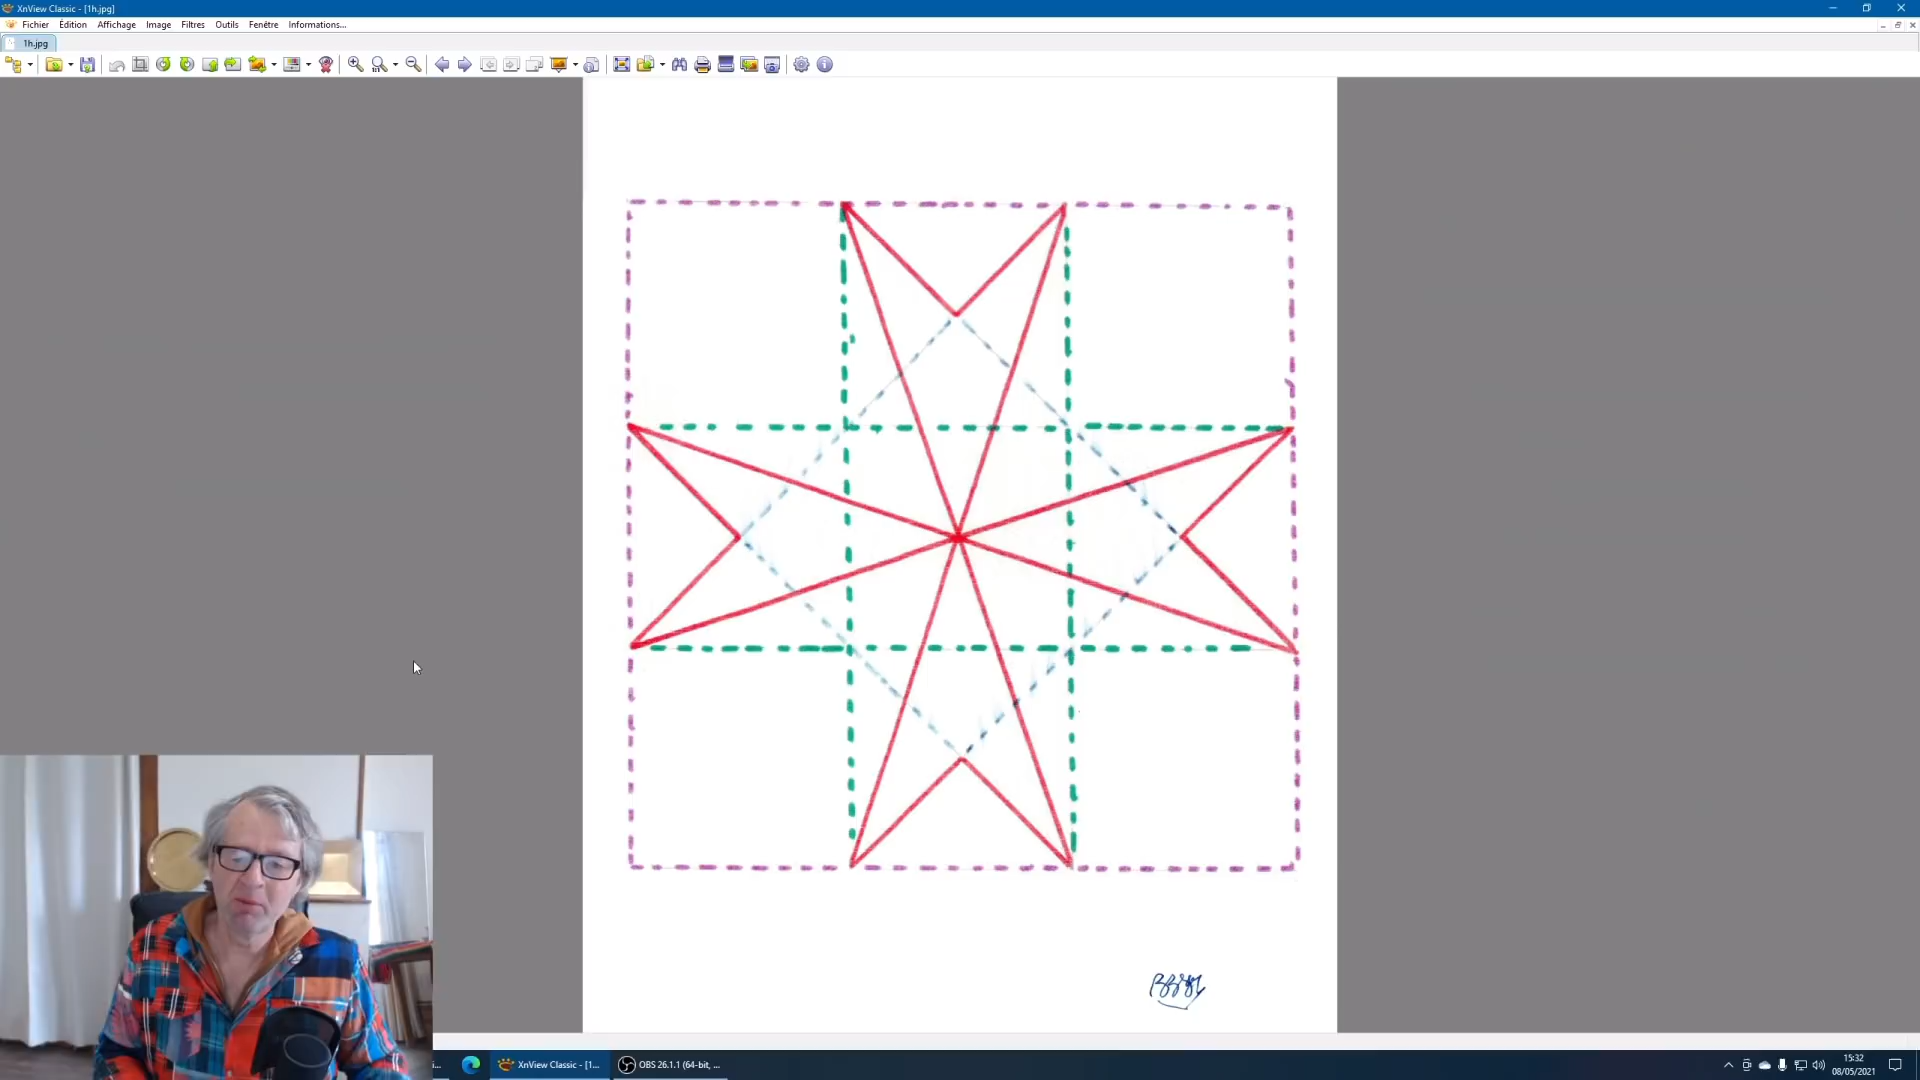 XnView Classic - [1h.jpg]
Fichier Édition Affichage Image Filtres Outils Fenêtre Informations...
1h.jpg
XnView Classic - [1...
OBS 26.1.1 (64-bit, ...
15:32
08/05/2021